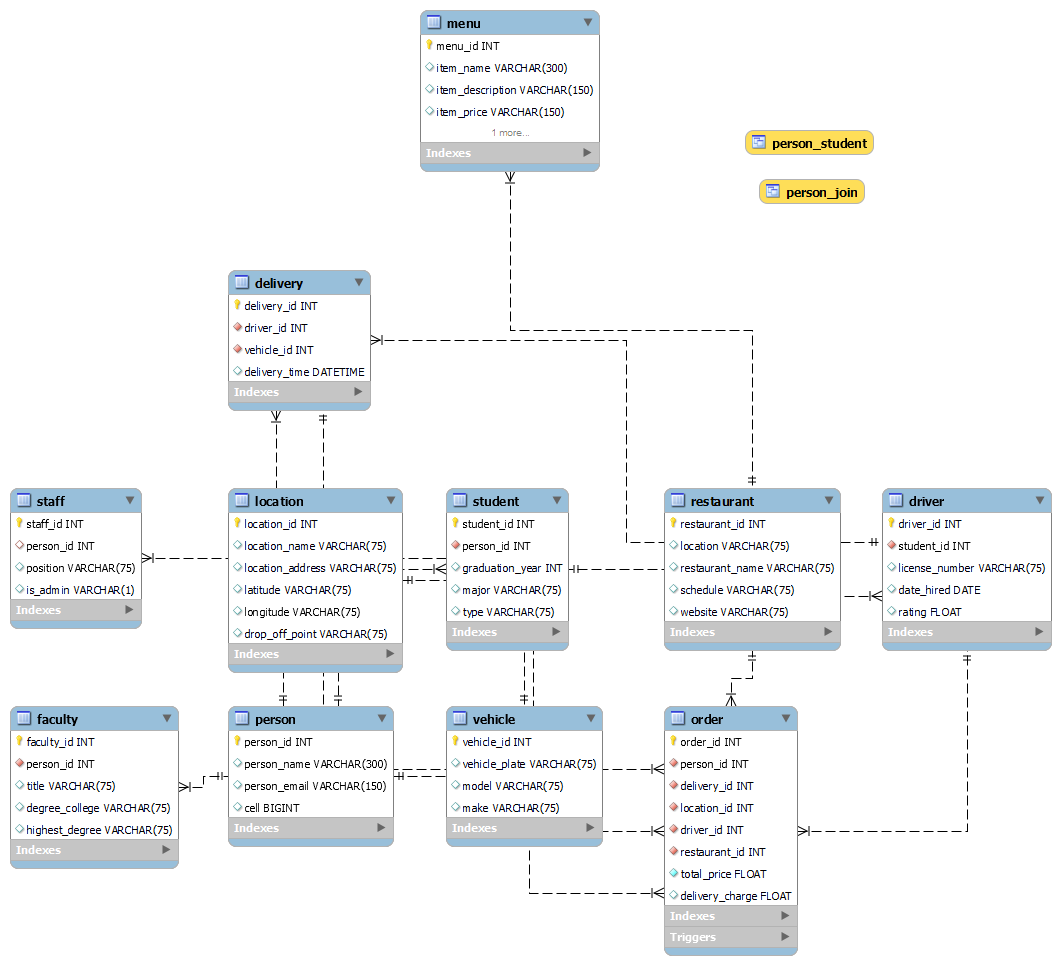 menu
menu_id INT
item_name VARCHAR(300)
item_description VARCHAR(150)
item_price VARCHAR(150)
1 more...
Indexes
person_student
person_join
delivery
delivery_id INT
driver_id INT
vehicle_id INT
delivery_time DATETIME
Indexes
staff
staff_id INT
person_id INT
position VARCHAR(75)
is_admin VARCHAR(1)
Indexes
location
location_id INT
location_name VARCHAR(75)
location_address VARCHAR(75)
latitude VARCHAR(75)
longitude VARCHAR(75)
drop_off_point VARCHAR(75)
Indexes
student
student_id INT
person_id INT
graduation_year INT
major VARCHAR(75)
type VARCHAR(75)
Indexes
restaurant
restaurant_id INT
location VARCHAR(75)
restaurant_name VARCHAR(75)
schedule VARCHAR(75)
website VARCHAR(75)
Indexes
driver
driver_id INT
student_id INT
license_number VARCHAR(75)
date_hired DATE
rating FLOAT
Indexes
faculty
faculty_id INT
person_id INT
title VARCHAR(75)
degree_college VARCHAR(75)
highest_degree VARCHAR(75)
Indexes
person
person_id INT
person_name VARCHAR(300)
person_email VARCHAR(150)
cell BIGINT
Indexes
vehicle
vehicle_id INT
vehicle_plate VARCHAR(75)
model VARCHAR(75)
make VARCHAR(75)
Indexes
order
order_id INT
person_id INT
delivery_id INT
location_id INT
driver_id INT
restaurant_id INT
total_price FLOAT
delivery_charge FLOAT
Indexes
Triggers